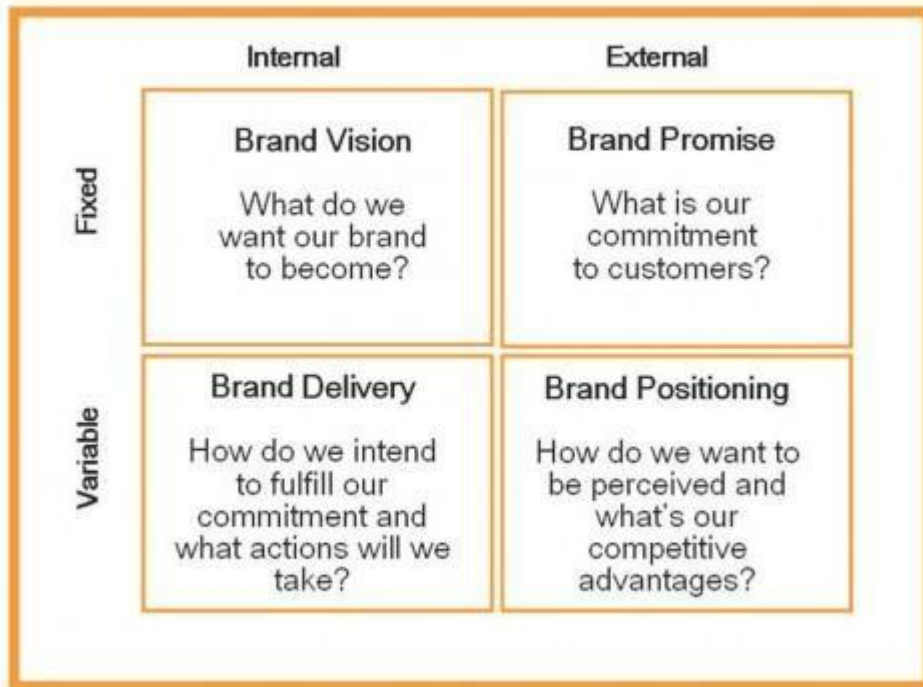 Internal
External
Fixed
Brand Vision
What do we
want our brand
to become?
Brand Promise
What is our
commitment
to customers?
Variable
Brand Delivery
How do we intend
to fulfill our
commitment and
what actions will we
take?
Brand Positioning
How do we want to
be perceived and
what's our
competitive
advantages?